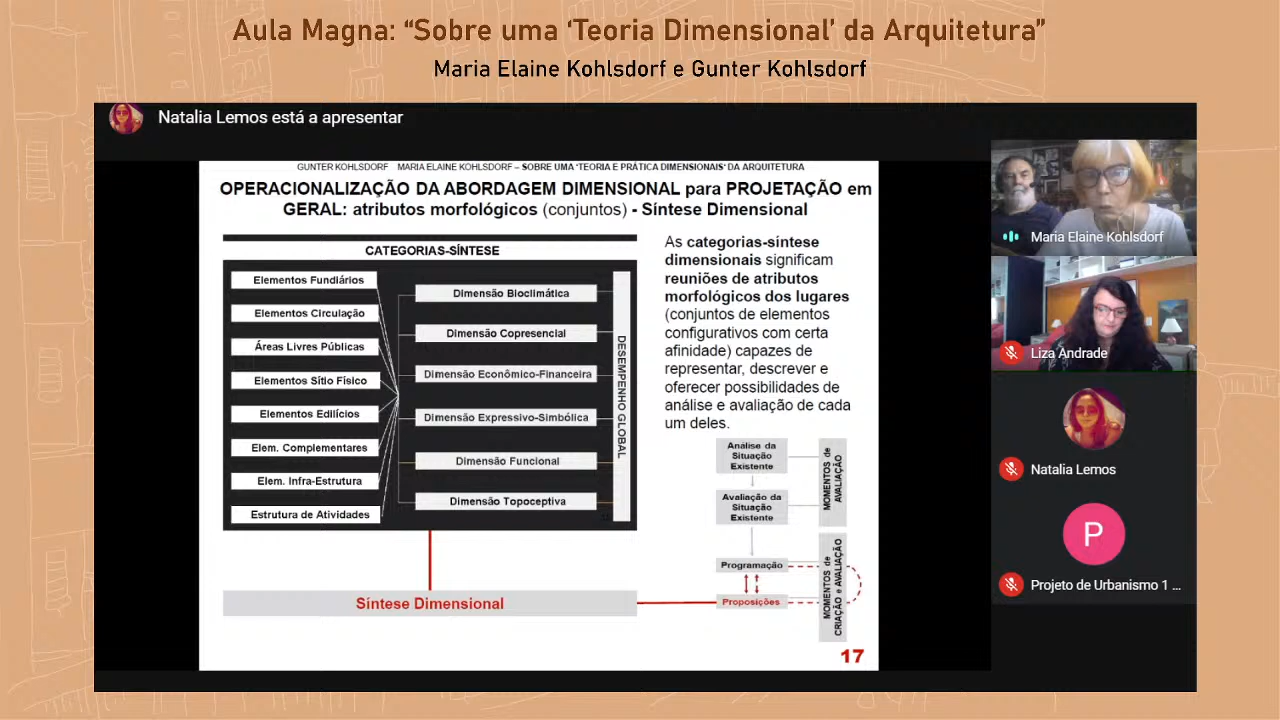 Aula Magna: “Sobre uma ‘Teoria Dimensional’ da Arquitetura”
Maria Elaine Kohlsdorf e Gunter Kohlsdorf
Natalia Lemos está a apresentar
GUNTER KOHLSDORF MARIA ELAINE KOHLSDORF – SOBRE UMA ‘TEORIA E PRÁTICA DIMENSIONAIS’ DA ARQUITETURA
OPERACIONALIZAÇÃO DA ABORDAGEM DIMENSIONAL para PROJETAÇÃO em
GERAL: atributos morfológicos (conjuntos) - Síntese Dimensional
CATEGORIAS-SÍNTESE
Elementos Fundiários
Elementos Circulação
Áreas Livres Públicas
Elementos Sítio Físico
Elementos Edilícios
Elem. Complementares
Elem. Infra-Estrutura
Estrutura de Atividades
Dimensão Bioclimática
Dimensão Copresencial
Dimensão Econômico-Financeira
Dimensão Expressivo-Simbólica
Dimensão Funcional
Dimensão Topoceptiva
DESEMPENHO GLOBAL
Síntese Dimensional
As categorias-síntese
dimensionais significam
reuniões de atributos
morfológicos dos lugares
(conjuntos de elementos
configurativos com certa
afinidade) capazes de
representar, descrever e
oferecer possibilidades de
análise e avaliação de cada
um deles.
Análise da
Situação
Existente
Avaliação da
Situação
Existente
Programação
Proposições
MOMENTOS de
AVALIAÇÃO
MOMENTOS de
CRIAÇÃO e AVALIAÇÃO
17
Maria Elaine Kohlsdorf
Liza Andrade
Natalia Lemos
P
Projeto de Urbanismo 1 ...